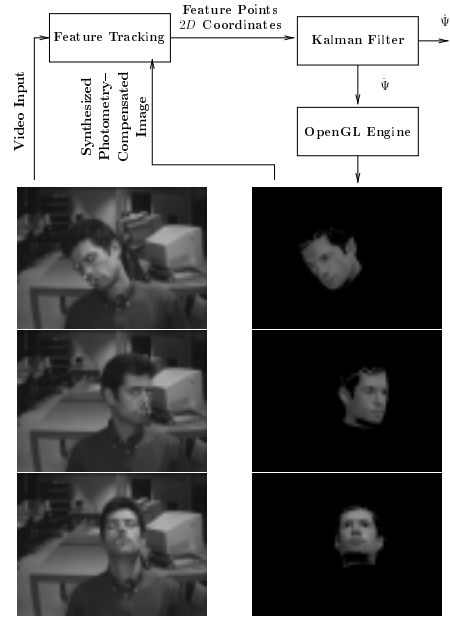 Feature Points
2D Coordinates
Feature Tracking
Kalman Filter
Ψ̇
Ψ̇
Video Input
Synthesized
Photometry–
Compensated
Image
OpenGL Engine